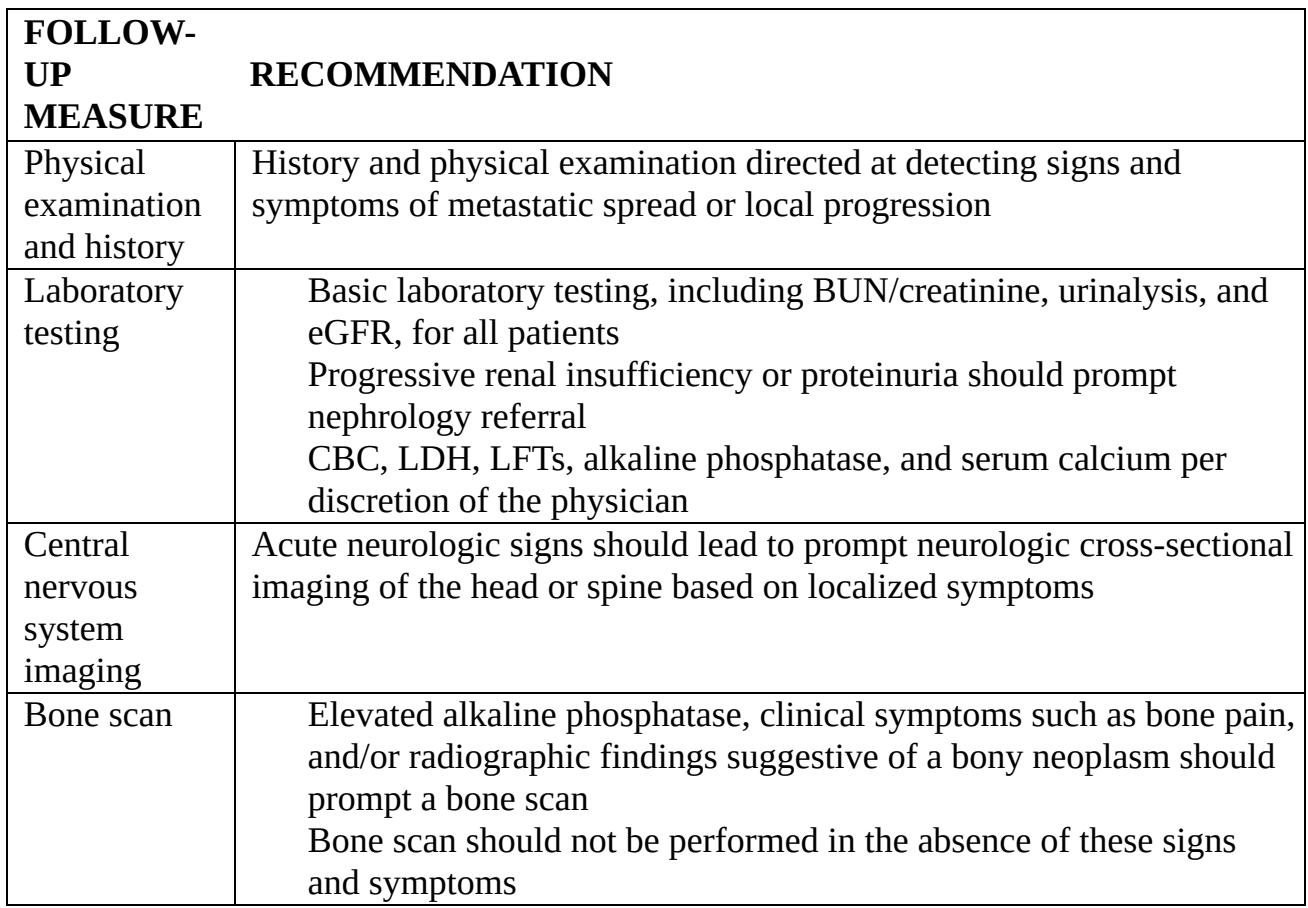 FOLLOW-
UP
MEASURE
RECOMMENDATION
Physical
examination
and history
History and physical examination directed at detecting signs and
symptoms of metastatic spread or local progression
Laboratory
testing
Basic laboratory testing, including BUN/creatinine, urinalysis, and
eGFR, for all patients
Progressive renal insufficiency or proteinuria should prompt
nephrology referral
CBC, LDH, LFTs, alkaline phosphatase, and serum calcium per
discretion of the physician
Central
nervous
system
imaging
Acute neurologic signs should lead to prompt neurologic cross-sectional
imaging of the head or spine based on localized symptoms
Bone scan
Elevated alkaline phosphatase, clinical symptoms such as bone pain,
and/or radiographic findings suggestive of a bony neoplasm should
prompt a bone scan
Bone scan should not be performed in the absence of these signs
and symptoms